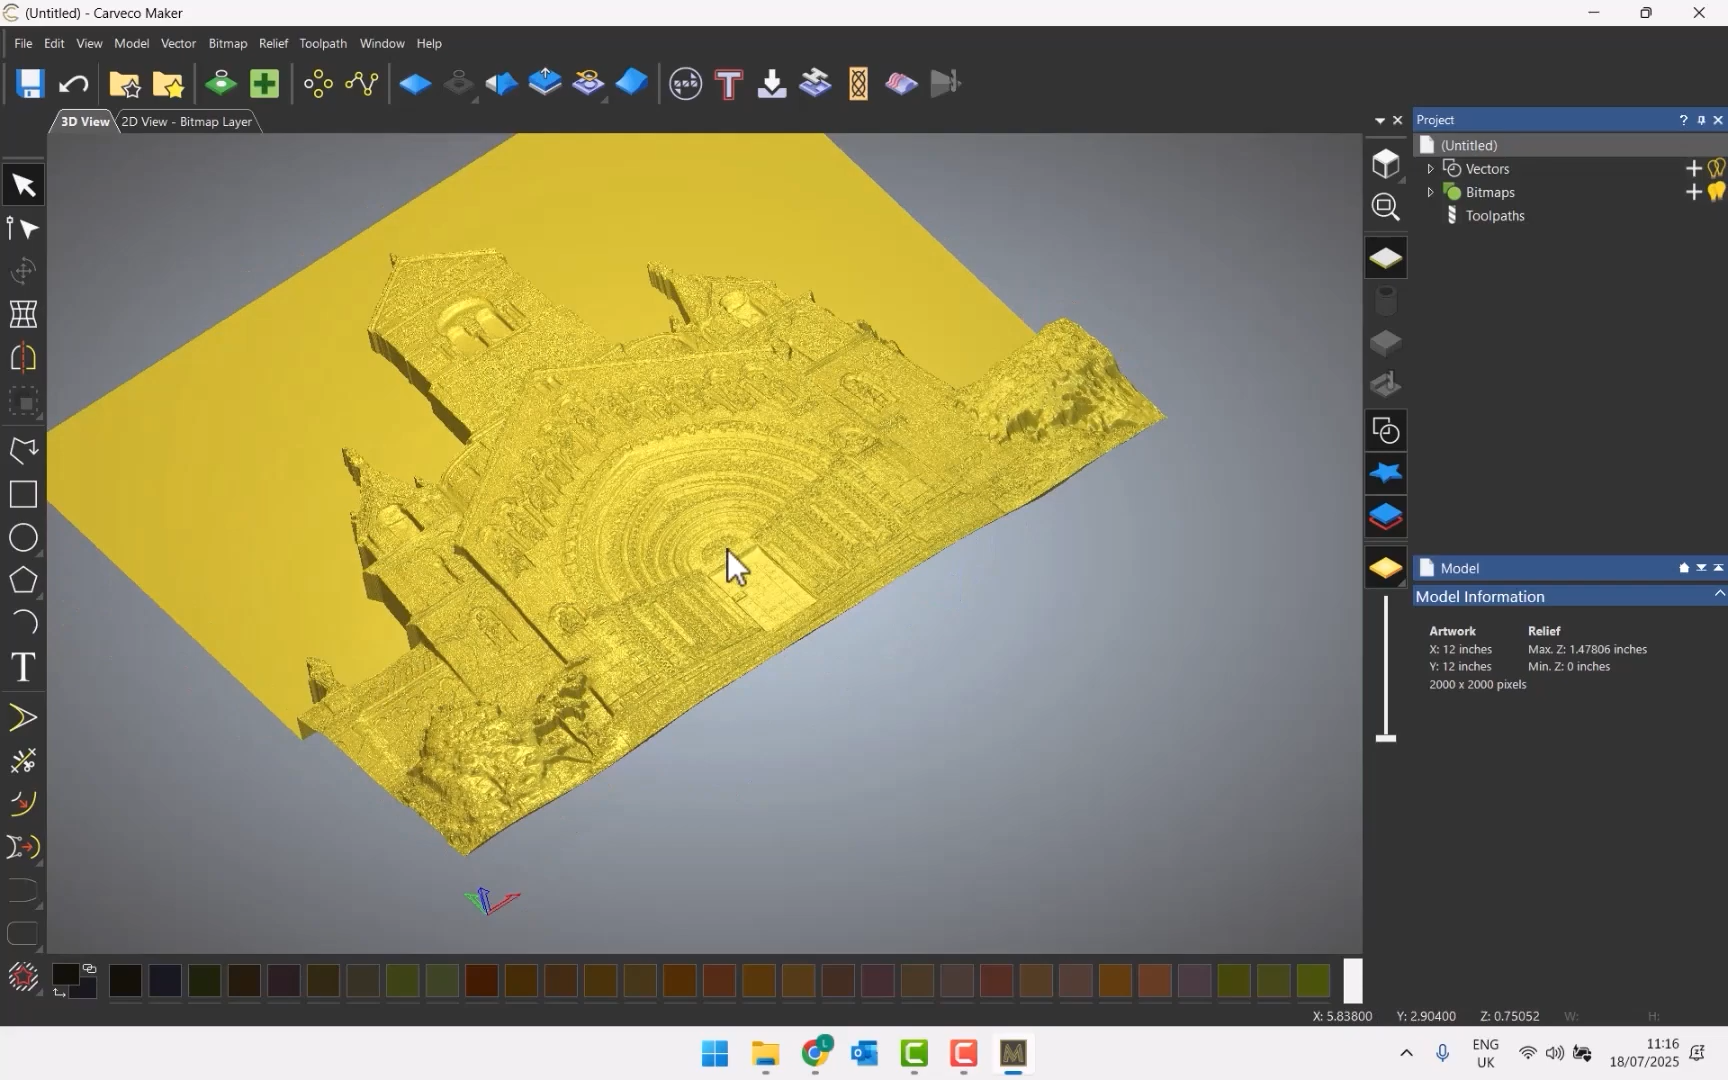 (Untitled) - Carveco Maker
File Edit View Model Vector Bitmap Relief Toolpath Window Help
3D View 2D View - Bitmap Layer
Project
(Untitled)
Vectors
Bitmaps
Toolpaths
Model
Model Information
Artwork Relief
X: 12 inches Max. Z: 1.47806 inches
Y: 12 inches Min. Z: 0 inches
2000 x 2000 pixels
X: 5.83800 Y: 2.90400 Z: 0.75052 W: H:
ENG 11:16
UK 18/07/2025